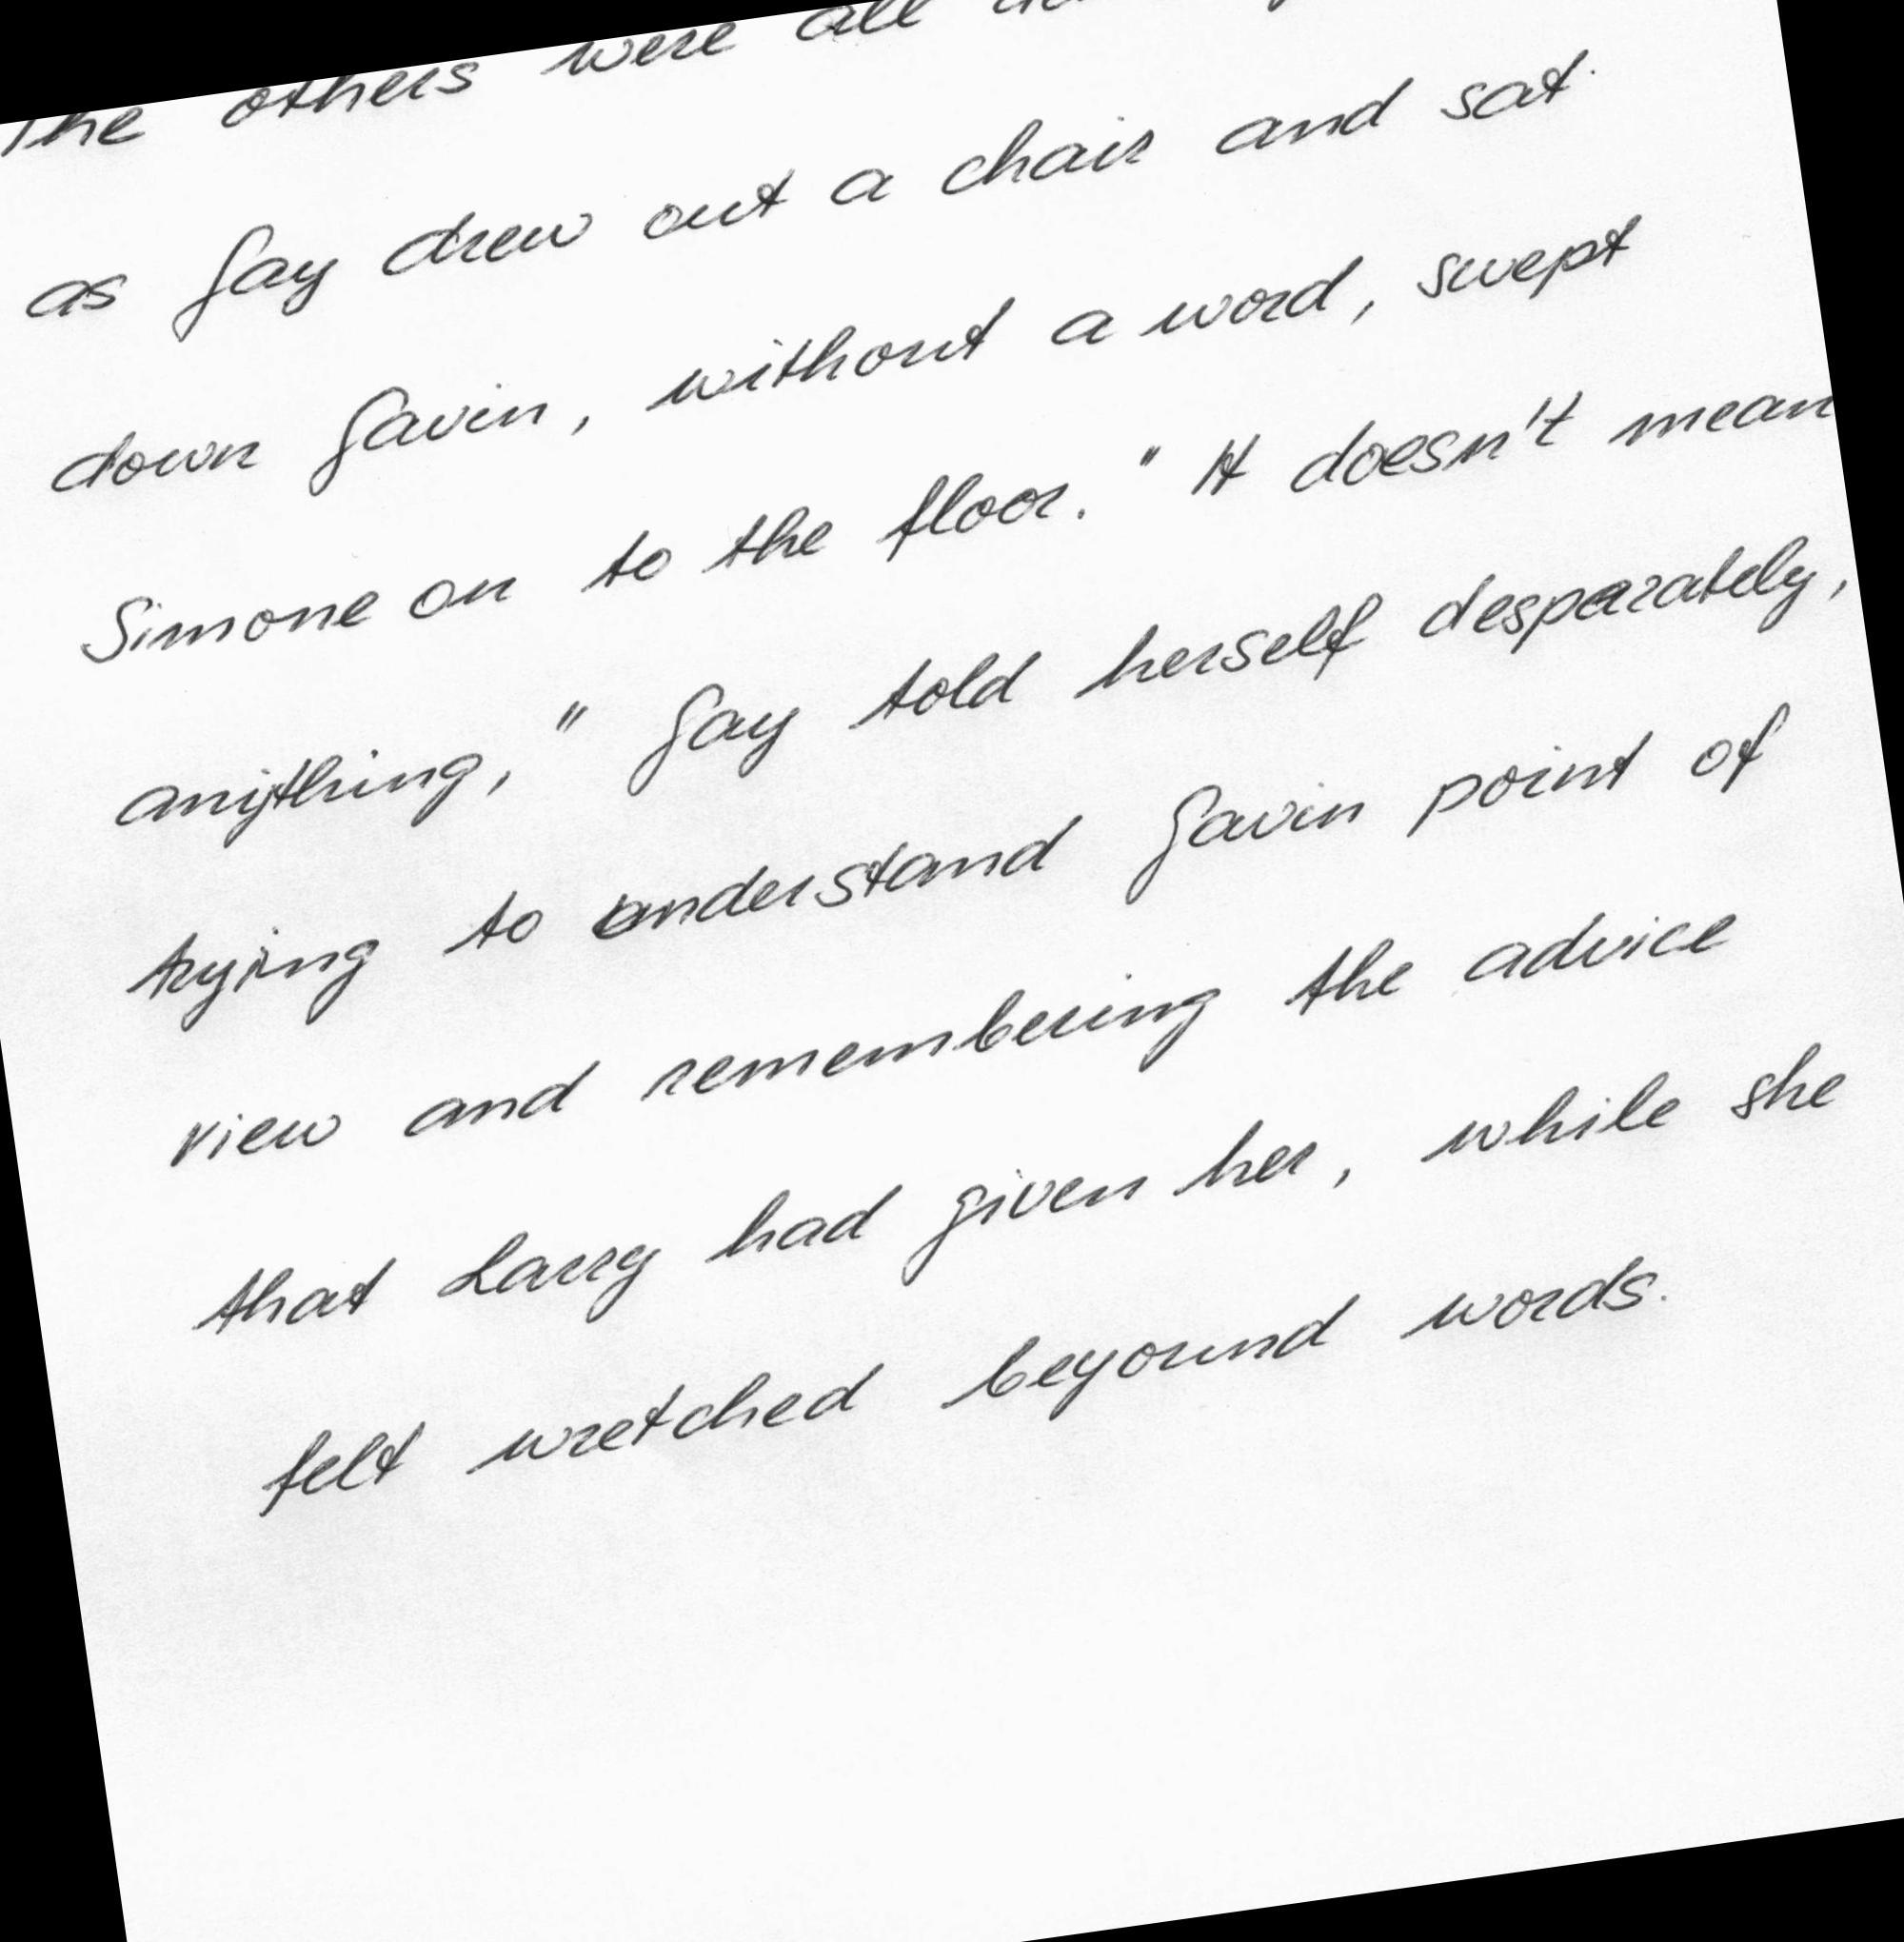 The others were all
as Gay drew out a chair and sat
down Gavin, without a word, swept
Simone on to the floor. " It doesn't mean
anything, " Gay told herself desperately,
trying to understand Gavin point of
view and remembering the advice
that Larry had given her, while she
felt wretched beyound words.